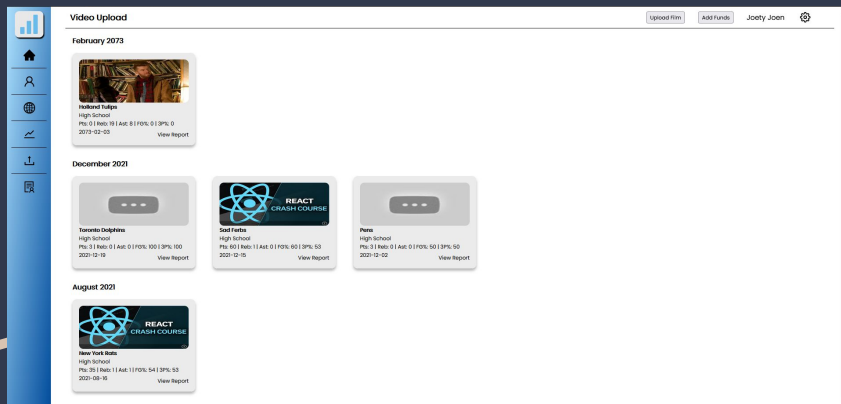 Video Upload
Upload Film
Add Funds
Joety Joen
February 2073
Holland Tulips
High School
Pts: 0 | Reb: 19 | Ast: 8 | FG%: 0 | 3P%: 0
2073-02-03
View Report
December 2021
Toronto Dolphins
High School
Pts: 3 | Reb: 0 | Ast: 0 | FG%: 100 | 3P%: 100
2021-12-19
View Report
REACT
CRASH COURSE
Sad Ferbs
High School
Pts: 60 | Reb: 1 | Ast: 0 | FG%: 60 | 3P%: 53
2021-12-15
View Report
Pens
High School
Pts: 3 | Reb: 0 | Ast: 0 | FG%: 50 | 3P%: 50
2021-12-02
View Report
August 2021
REACT
CRASH COURSE
New York Rats
High School
Pts: 35 | Reb: 1 | Ast: 1 | FG%: 54 | 3P%: 53
2021-08-16
View Report